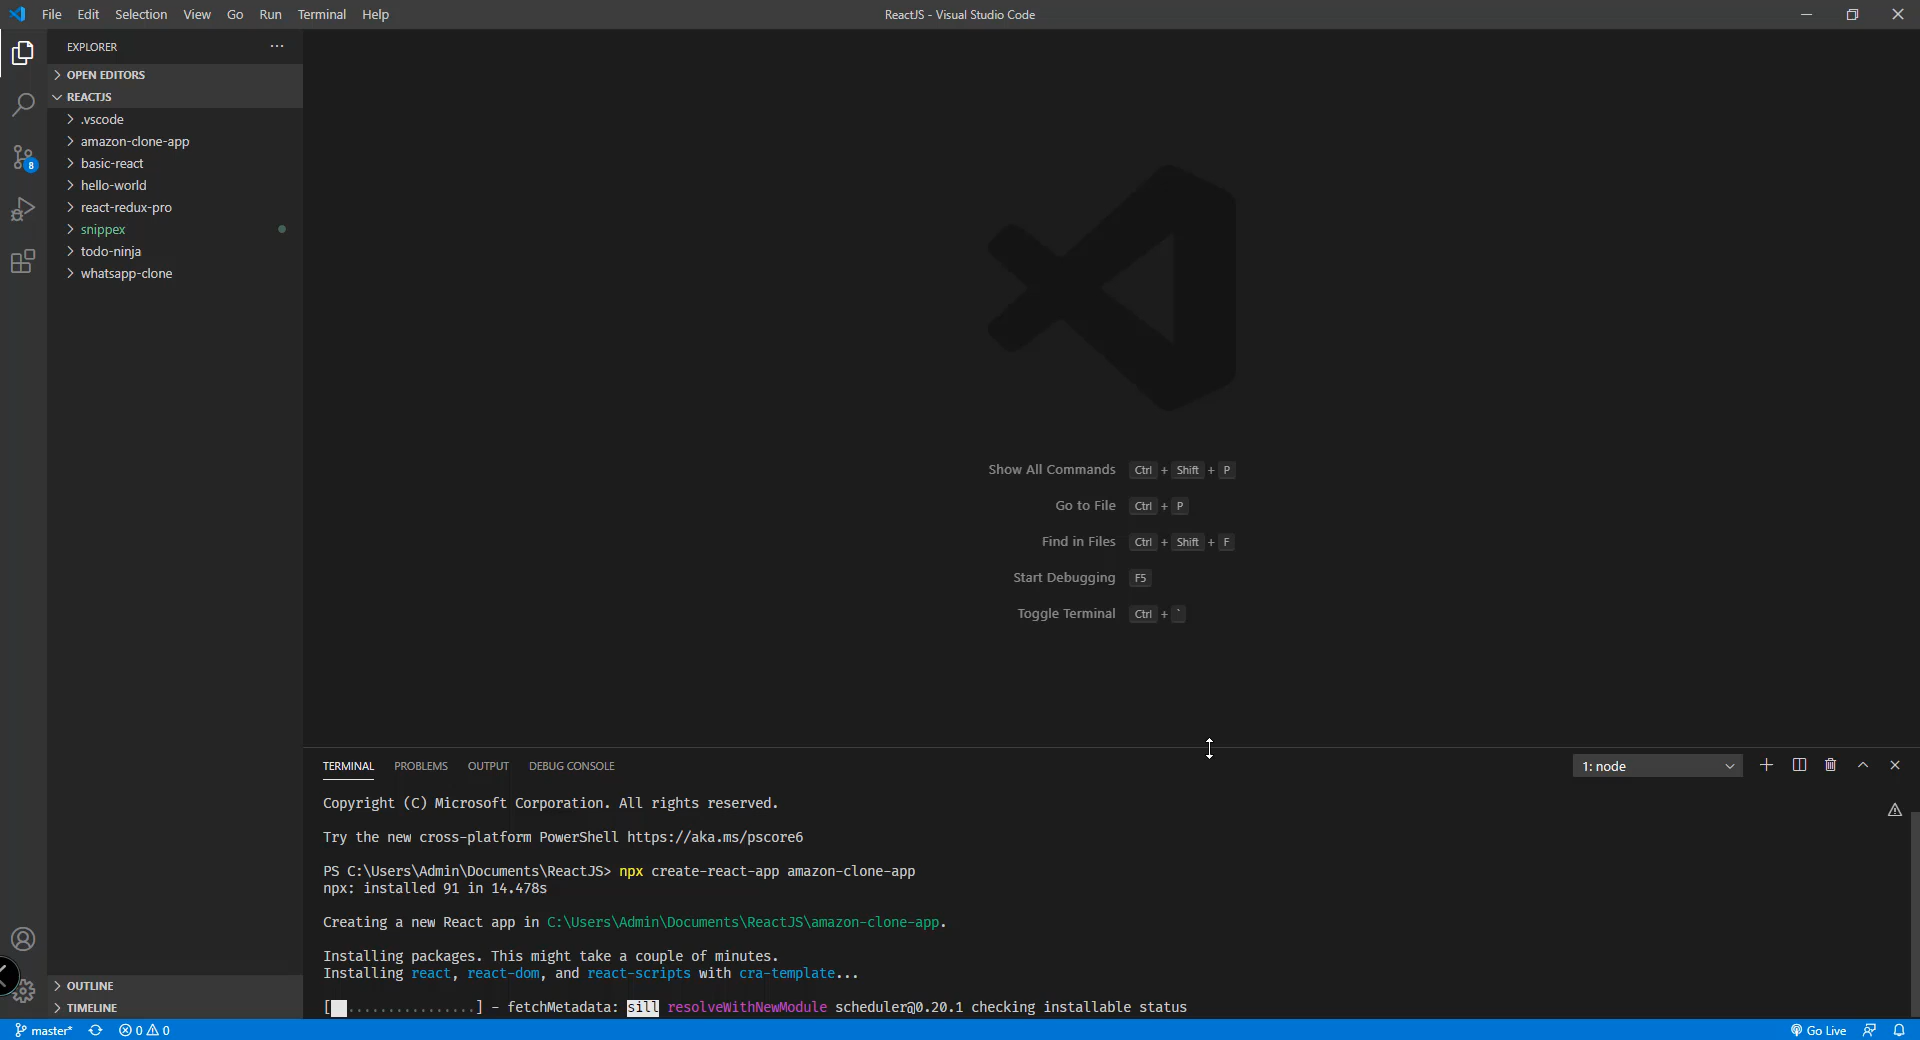 File Edit Selection View Go Run Terminal Help
ReactJS - Visual Studio Code
EXPLORER
OPEN EDITORS
REACTJS
.vscode
amazon-clone-app
basic-react
8
hello-world
react-redux-pro
snippex
todo-ninja
whatsapp-clone
Show All Commands Ctrl + Shift + P
Go to File Ctrl + P
Find in Files Ctrl + Shift + F
Start Debugging F5
Toggle Terminal Ctrl + `
TERMINAL PROBLEMS OUTPUT DEBUG CONSOLE 1: node
Copyright (C) Microsoft Corporation. All rights reserved.
Try the new cross-platform PowerShell https://aka.ms/pscore6
PS C:\Users\Admin\Documents\ReactJS> npx create-react-app amazon-clone-app
npx: installed 91 in 14.478s
Creating a new React app in C:\Users\Admin\Documents\ReactJS\amazon-clone-app.
Installing packages. This might take a couple of minutes.
Installing react, react-dom, and react-scripts with cra-template...
[ ................] - fetchMetadata: sill resolveWithNewModule scheduler@0.20.1 checking installable status
OUTLINE
TIMELINE
master* 0 0 Go Live